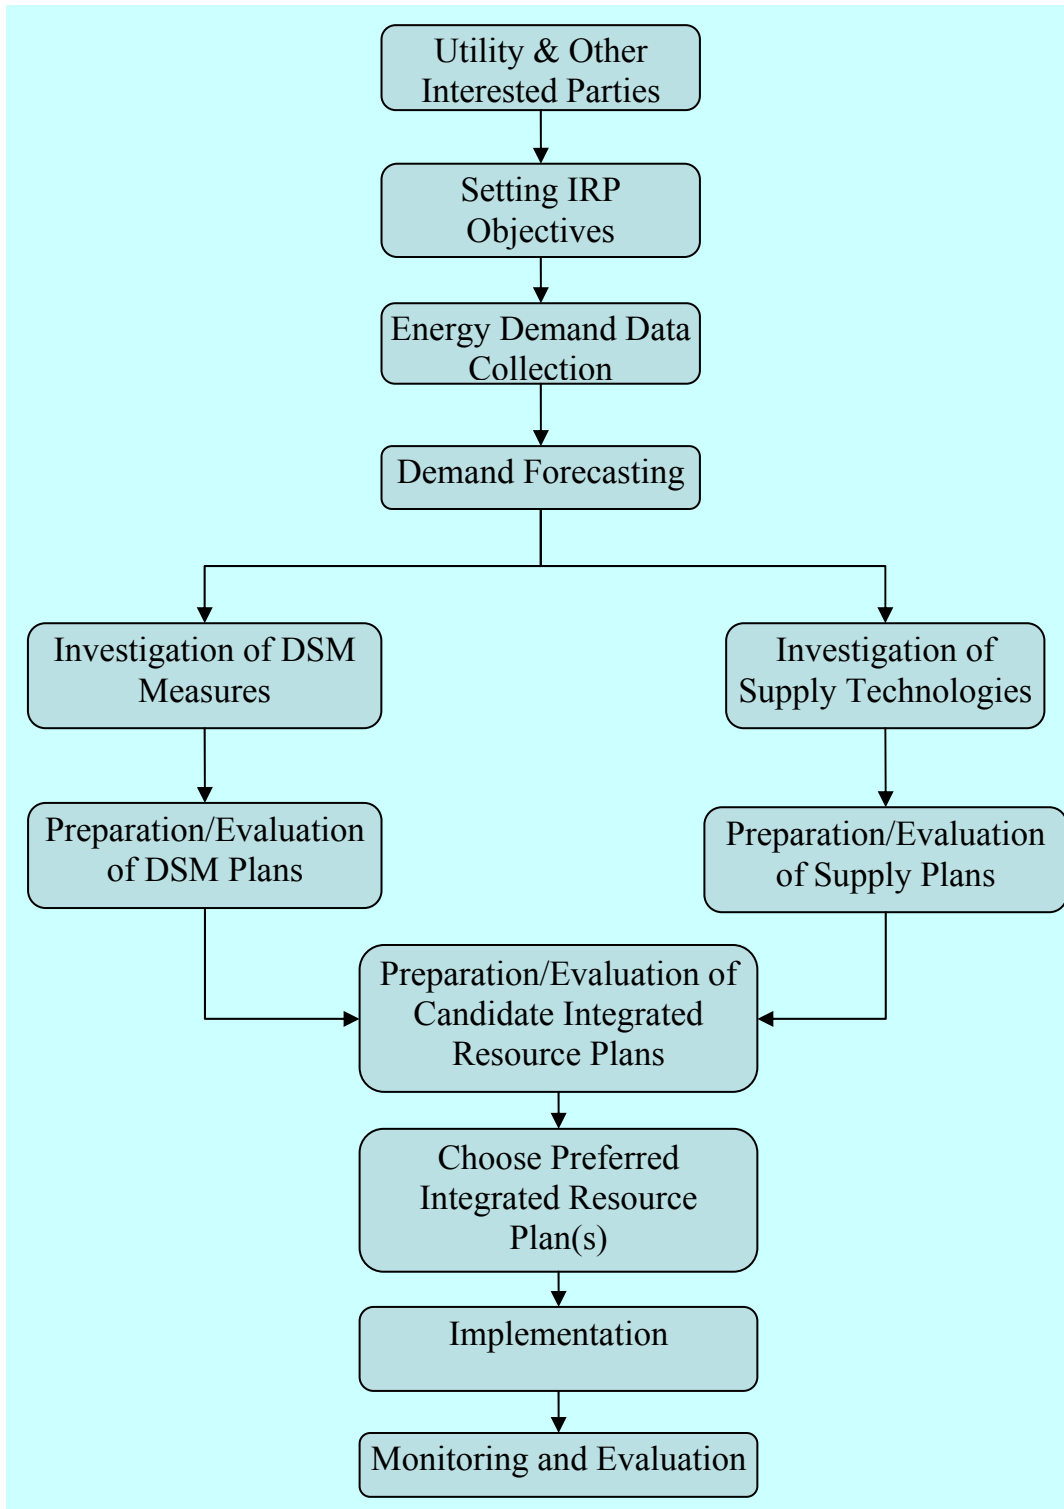 Utility & Other
Interested Parties
Setting IRP
Objectives
Energy Demand Data
Collection
Demand Forecasting
Investigation of DSM
Measures
Investigation of
Supply Technologies
Preparation/Evaluation
of DSM Plans
Preparation/Evaluation
of Supply Plans
Preparation/Evaluation of
Candidate Integrated
Resource Plans
Choose Preferred
Integrated Resource
Plan(s)
Implementation
Monitoring and Evaluation